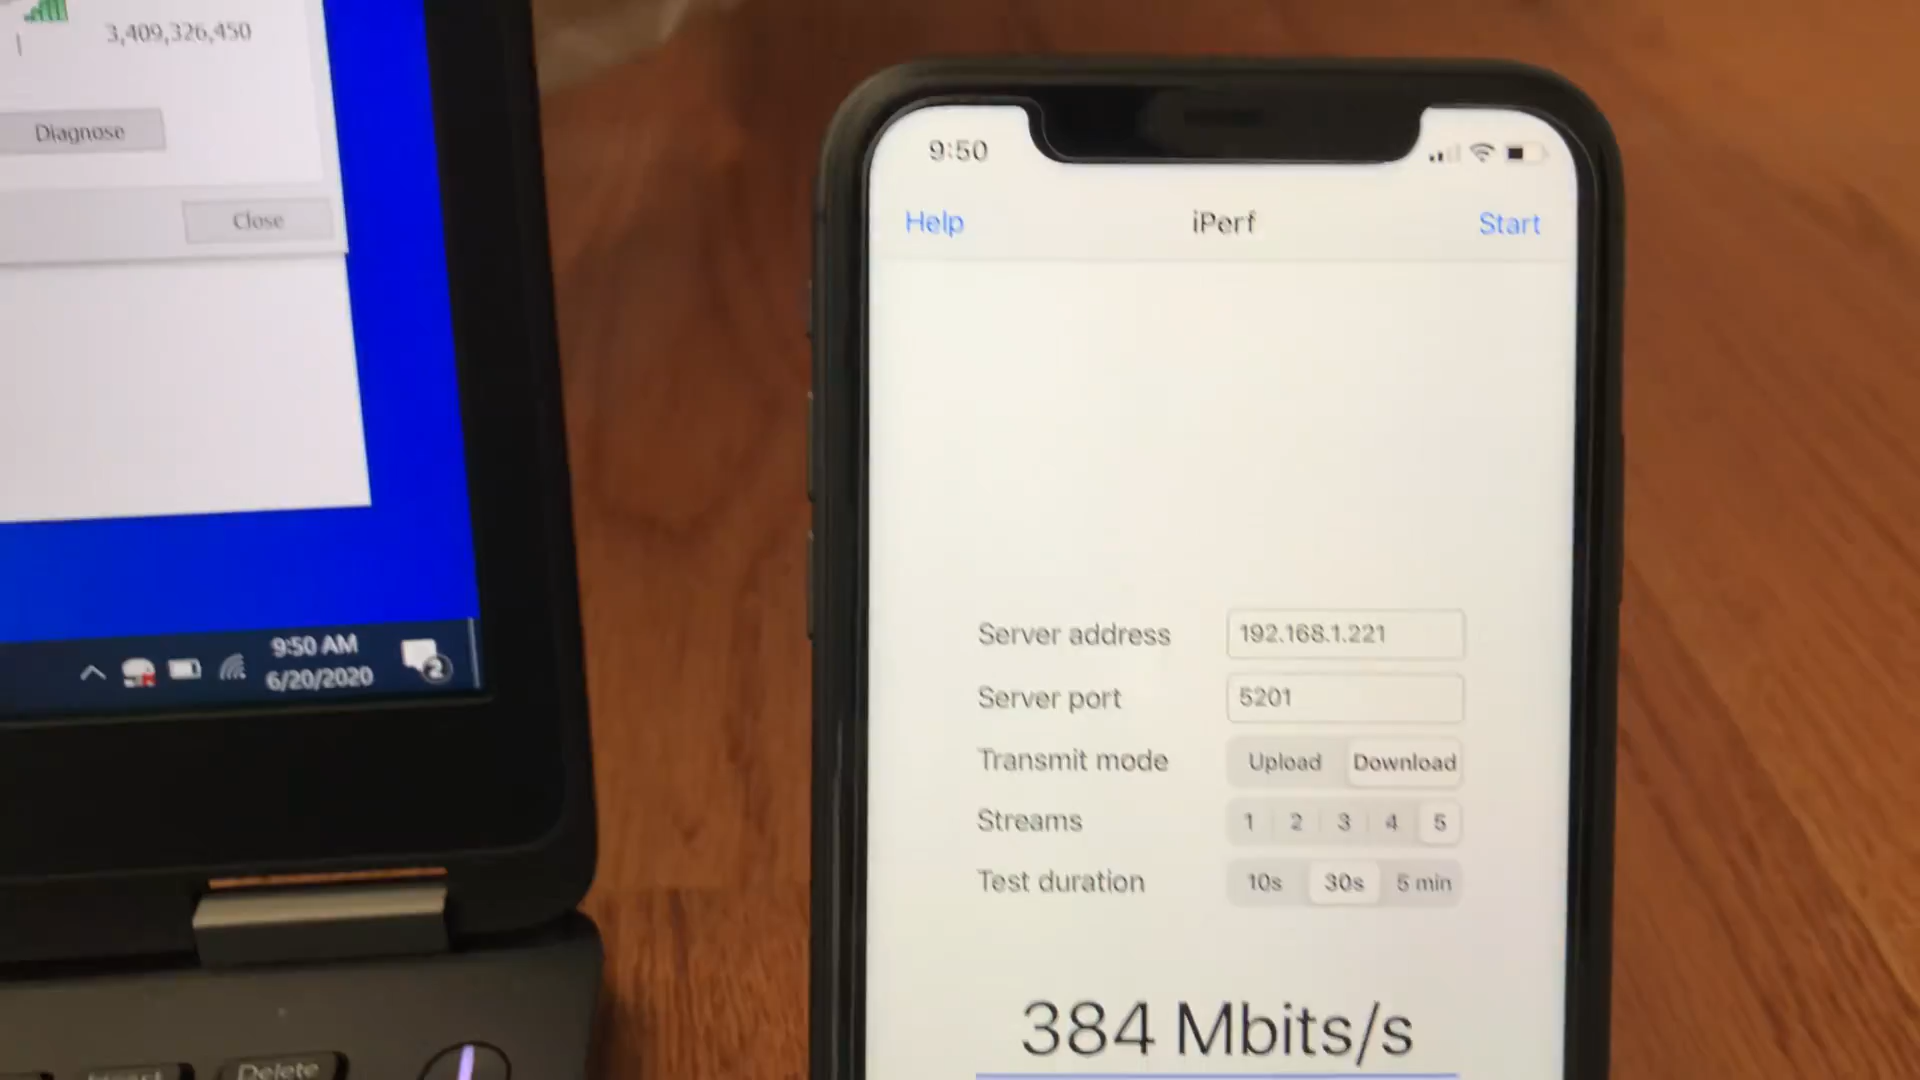 3,409,326,450
Diagnose
Close
9:50 AM
6/20/2020
2
Delete
9:50
Help iPerf Start
Server address 192.168.1.221
Server port 5201
Transmit mode Upload Download
Streams 1 2 3 4 5
Test duration 10s 30s 5 min
384 Mbits/s